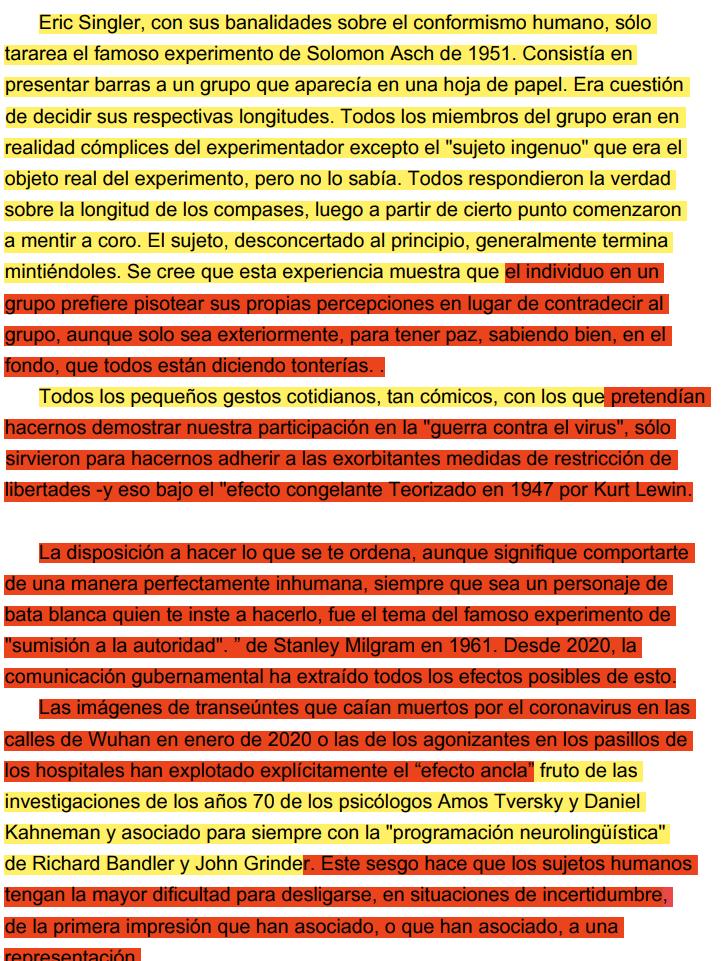 Eric Singler, con sus banalidades sobre el conformismo humano, sólo
tararea el famoso experimento de Solomon Asch de 1951. Consistía en
presentar barras a un grupo que aparecía en una hoja de papel. Era cuestión
de decidir sus respectivas longitudes. Todos los miembros del grupo eran en
realidad cómplices del experimentador excepto el "sujeto ingenuo" que era el
objeto real del experimento, pero no lo sabía. Todos respondieron la verdad
sobre la longitud de los compases, luego a partir de cierto punto comenzaron
a mentir a coro. El sujeto, desconcertado al principio, generalmente termina
mintiéndoles. Se cree que esta experiencia muestra que el individuo en un
grupo prefiere pisotear sus propias percepciones en lugar de contradecir al
grupo, aunque solo sea exteriormente, para tener paz, sabiendo bien, en el
fondo, que todos están diciendo tonterías. .
Todos los pequeños gestos cotidianos, tan cómicos, con los que pretendían
hacernos demostrar nuestra participación en la "guerra contra el virus", sólo
sirvieron para hacernos adherir a las exorbitantes medidas de restricción de
libertades -y eso bajo el "efecto congelante Teorizado en 1947 por Kurt Lewin.
La disposición a hacer lo que se te ordena, aunque signifique comportarte
de una manera perfectamente inhumana, siempre que sea un personaje de
bata blanca quien te inste a hacerlo, fue el tema del famoso experimento de
"sumisión a la autoridad". ” de Stanley Milgram en 1961. Desde 2020, la
comunicación gubernamental ha extraído todos los efectos posibles de esto.
Las imágenes de transeúntes que caían muertos por el coronavirus en las
calles de Wuhan en enero de 2020 o las de los agonizantes en los pasillos de
los hospitales han explotado explícitamente el “efecto ancla” fruto de las
investigaciones de los años 70 de los psicólogos Amos Tversky y Daniel
Kahneman y asociado para siempre con la "programación neurolingüística"
de Richard Bandler y John Grinder. Este sesgo hace que los sujetos humanos
tengan la mayor dificultad para desligarse, en situaciones de incertidumbre,
de la primera impresión que han asociado, o que han asociado, a una
representación.